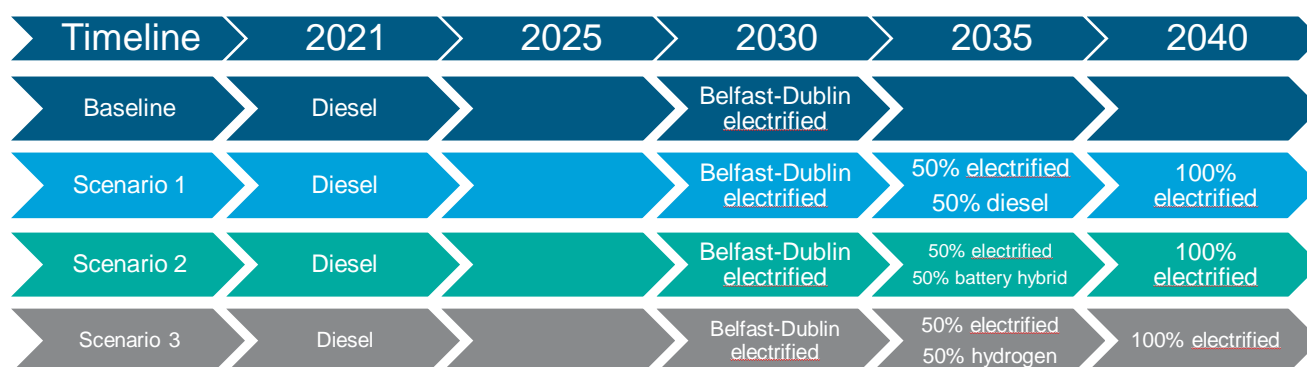 Timeline 2021 2025 2030 2035 2040
Baseline Diesel Belfast-Dublin
electrified
Scenario 1 Diesel Belfast-Dublin
electrified 50% electrified
50% diesel 100%
electrified
Scenario 2 Diesel Belfast-Dublin
electrified 50% electrified
50% battery hybrid 100%
electrified
Scenario 3 Diesel Belfast-Dublin
electrified 50% electrified
50% hydrogen 100% electrified